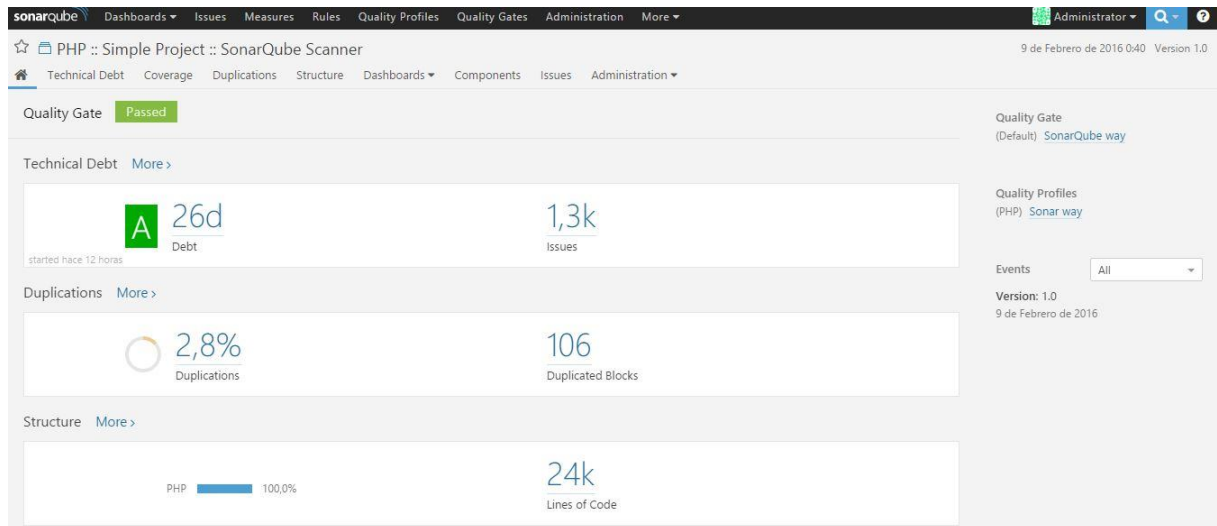 sonarqube Dashboards Issues Measures Rules Quality Profiles Quality Gates Administration More Administrator
PHP :: Simple Project :: SonarQube Scanner
9 de Febrero de 2016 0:40 Version 1.0
Technical Debt Coverage Duplications Structure Dashboards Components Issues Administration
Quality Gate Passed
Technical Debt More >
A 26d 1,3k
Debt Issues
started hace 12 horas
Duplications More >
2,8% 106
Duplications Duplicated Blocks
Structure More >
PHP 100,0% 24k
Lines of Code
Quality Gate
(Default) SonarQube way
Quality Profiles
(PHP) Sonar way
Events All
Version: 1.0
9 de Febrero de 2016